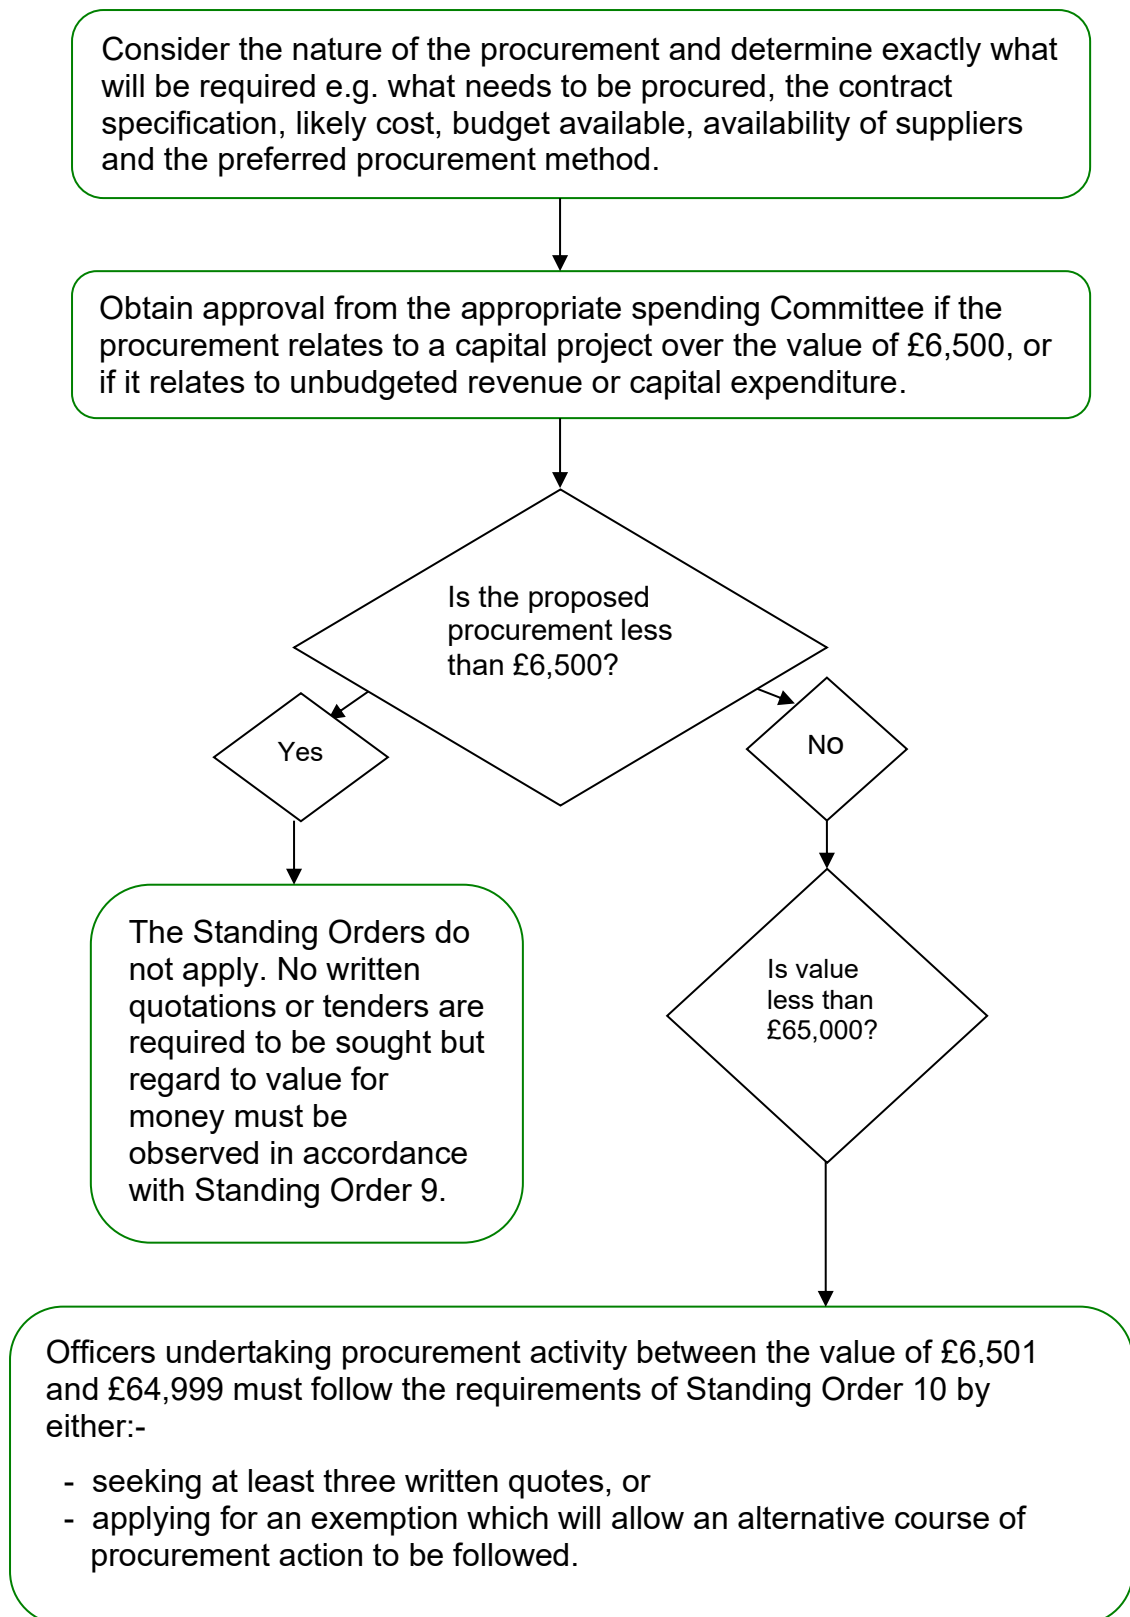 Consider the nature of the procurement and determine exactly what
will be required e.g. what needs to be procured, the contract
specification, likely cost, budget available, availability of suppliers
and the preferred procurement method.
Obtain approval from the appropriate spending Committee if the
procurement relates to a capital project over the value of £6,500, or
if it relates to unbudgeted revenue or capital expenditure.
Is the proposed
procurement less
than £6,500?
Yes
No
The Standing Orders do
not apply. No written
quotations or tenders are
required to be sought but
regard to value for
money must be
observed in accordance
with Standing Order 9.
Is value
less than
£65,000?
Officers undertaking procurement activity between the value of £6,501
and £64,999 must follow the requirements of Standing Order 10 by
either:-
- seeking at least three written quotes, or
- applying for an exemption which will allow an alternative course of
procurement action to be followed.